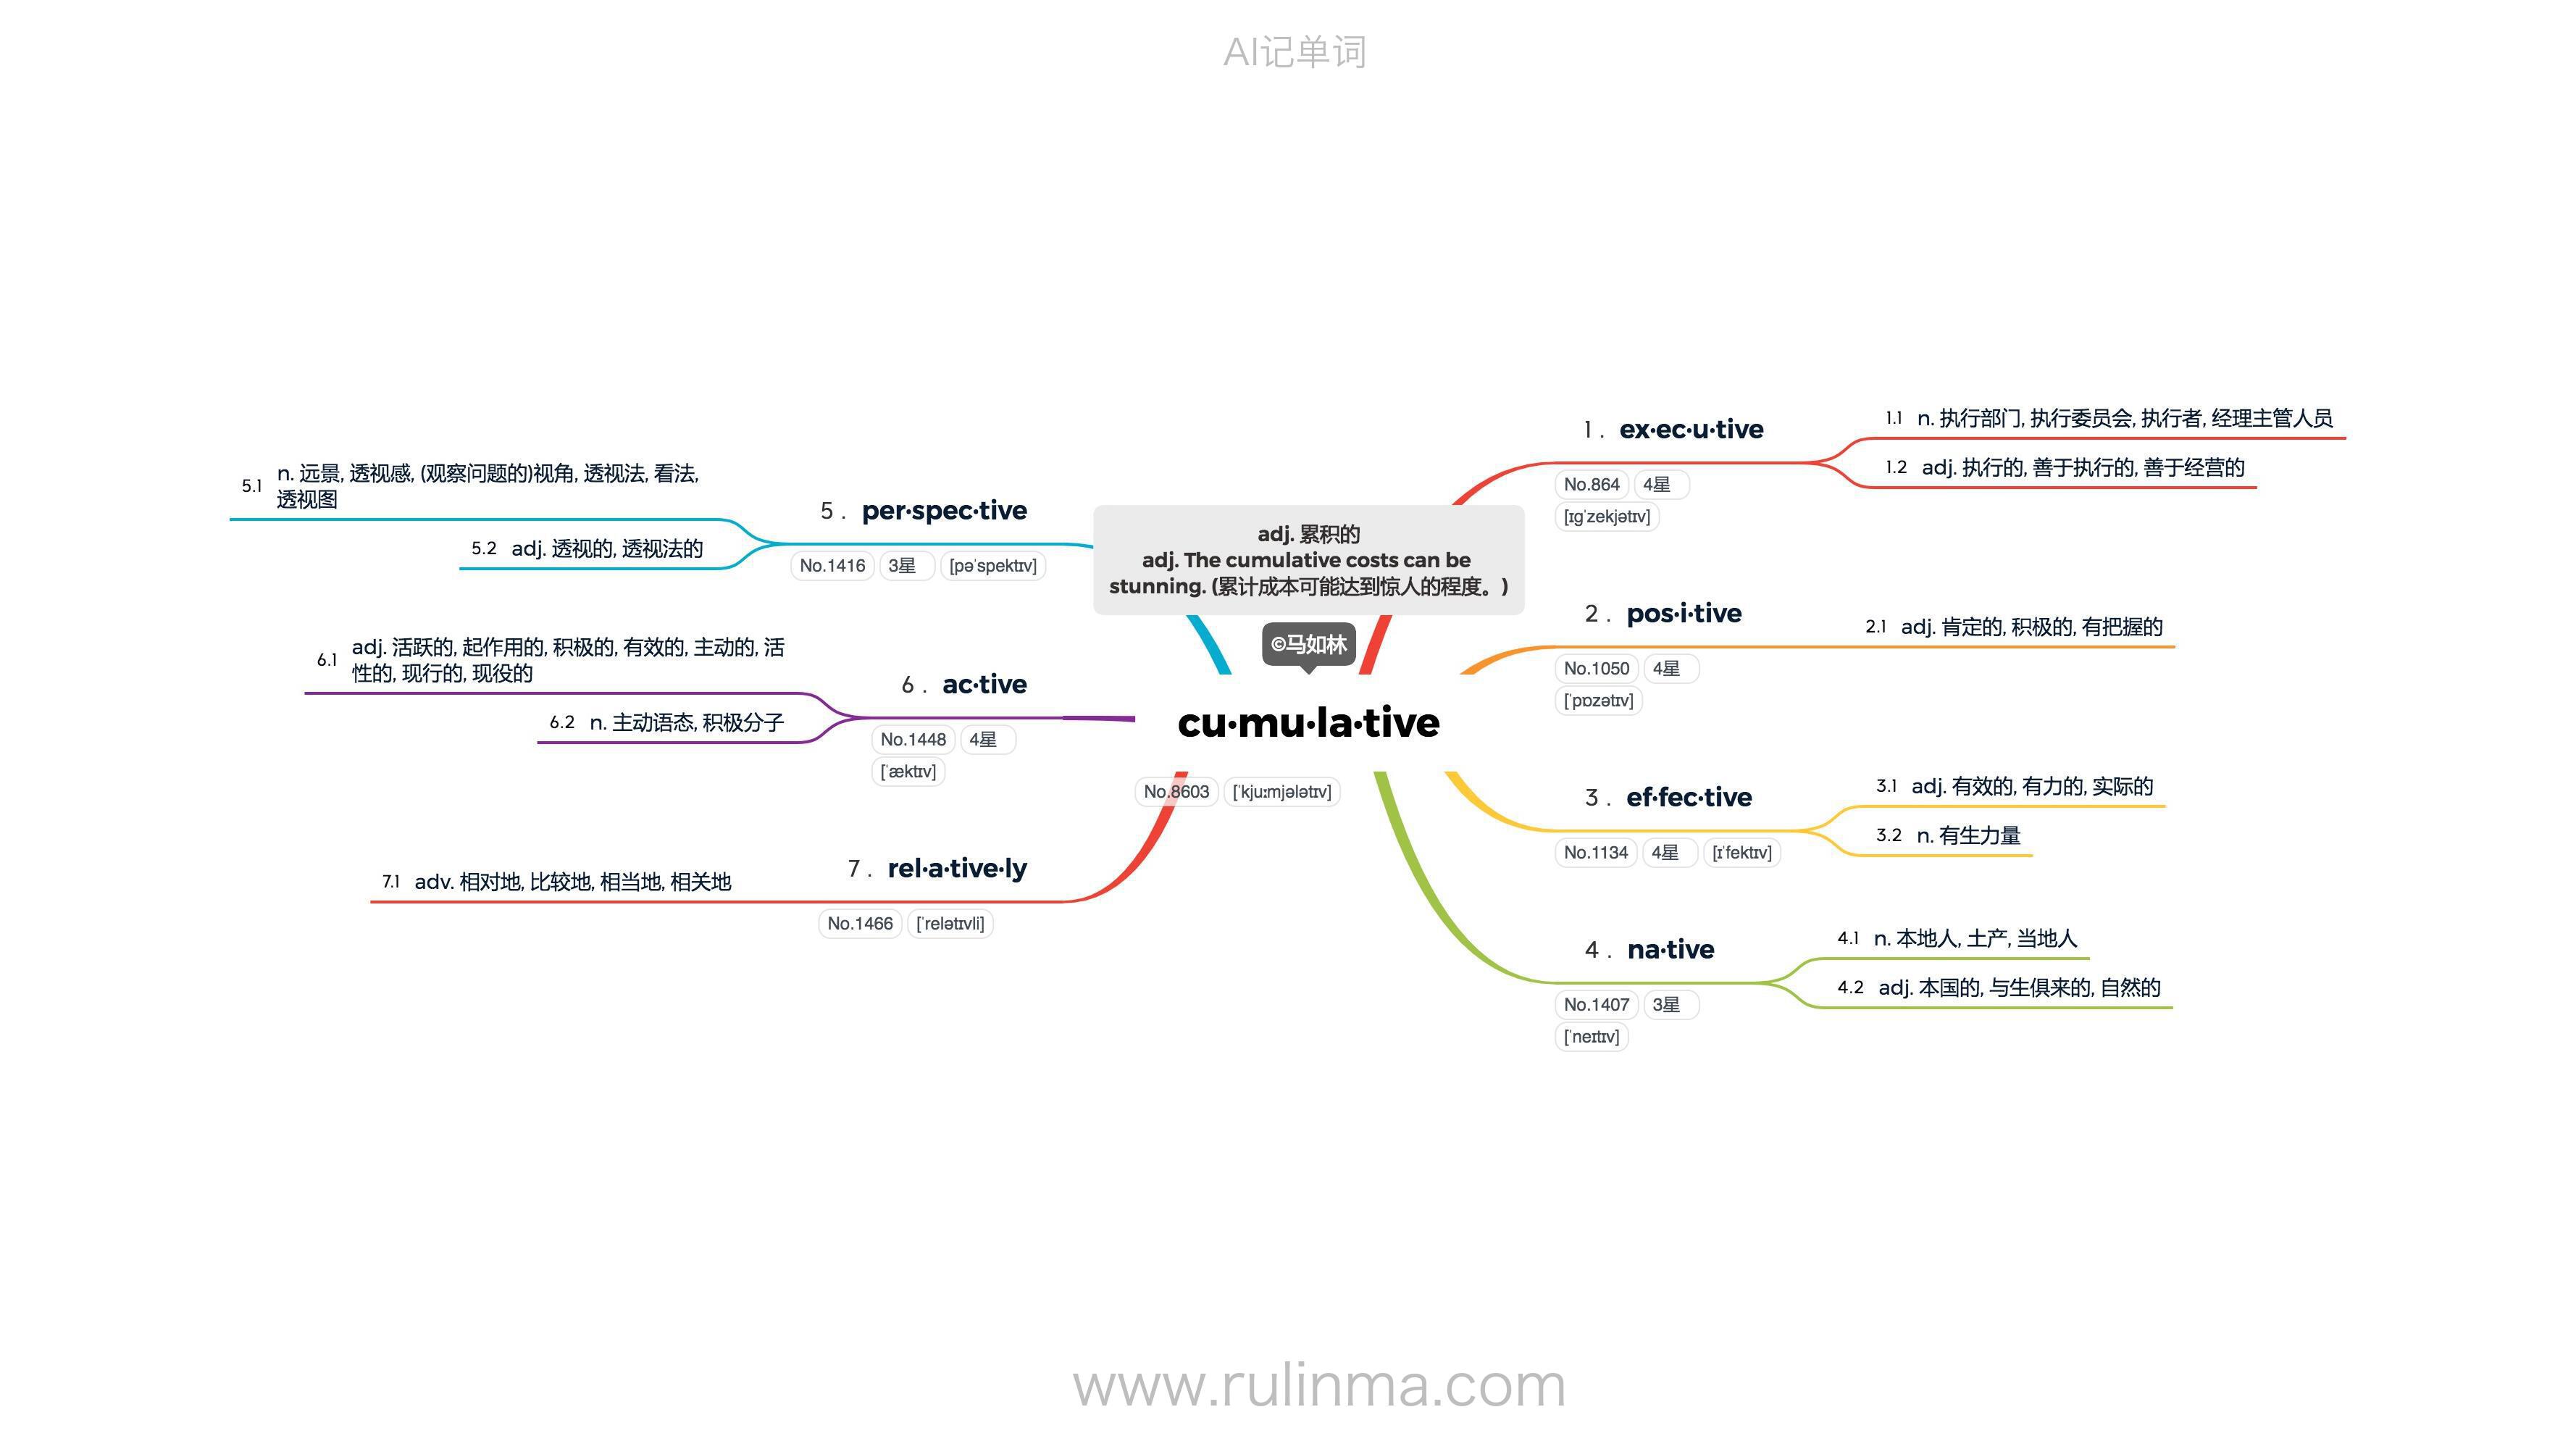 AI记单词
adj. 累积的
adj. The cumulative costs can be
stunning. (累计成本可能达到惊人的程度。)
©马如林
cu·mu·la·tive
No.8603 [ˈkjuːmjələtɪv]
1. ex·ec·u·tive
No.864 4星
[ɪɡˈzekjətɪv]
1.1 n. 执行部门, 执行委员会, 执行者, 经理主管人员
1.2 adj. 执行的, 善于执行的, 善于经营的
2. pos·i·tive
No.1050 4星
[ˈpɒzətɪv]
2.1 adj. 肯定的, 积极的, 有把握的
3. ef·fec·tive
No.1134 4星 [ɪˈfektɪv]
3.1 adj. 有效的, 有力的, 实际的
3.2 n. 有生力量
4. na·tive
No.1407 3星
[ˈneɪtɪv]
4.1 n. 本地人, 土产, 当地人
4.2 adj. 本国的, 与生俱来的, 自然的
5. per·spec·tive
No.1416 3星 [pəˈspektɪv]
5.1 n. 远景, 透视感, (观察问题的)视角, 透视法, 看法,
透视图
5.2 adj. 透视的, 透视法的
6. ac·tive
No.1448 4星
[ˈæktɪv]
6.1 adj. 活跃的, 起作用的, 积极的, 有效的, 主动的, 活
性的, 现行的, 现役的
6.2 n. 主动语态, 积极分子
7. rel·a·tive·ly
No.1466 [ˈrelətɪvli]
7.1 adv. 相对地, 比较地, 相当地, 相关地
www.rulinma.com